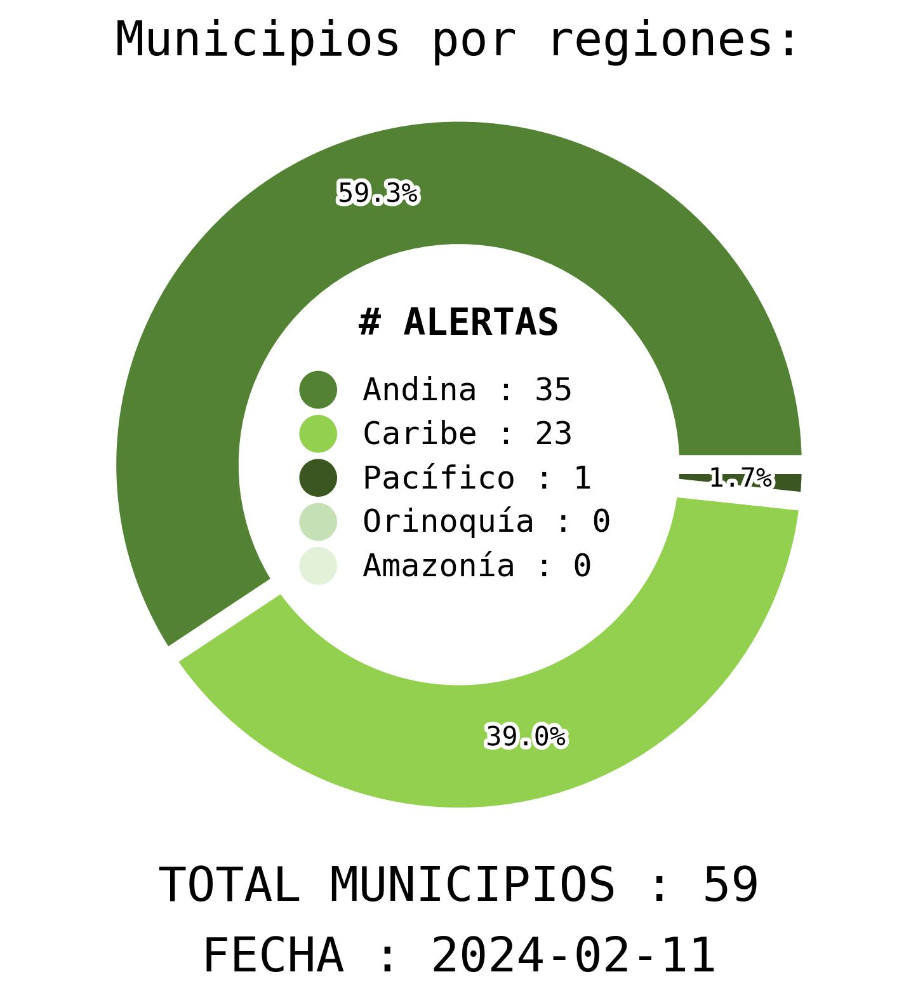 Municipios por regiones:
59.3%
# ALERTAS
Andina : 35
Caribe : 23
Pacífico : 1
1.7%
Orinoquía : 0
Amazonía : 0
39.0%
TOTAL MUNICIPIOS : 59
FECHA : 2024-02-11